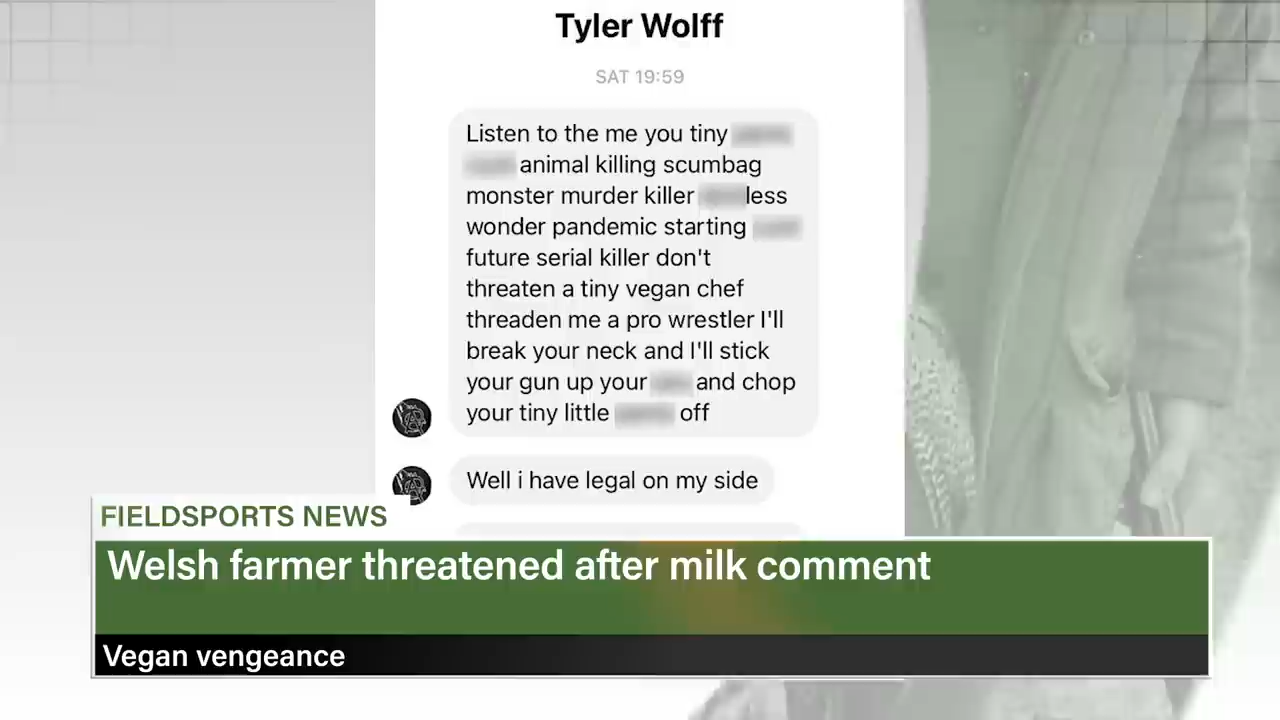 Tyler Wolff
SAT 19:59
Listen to the me you tiny
animal killing scumbag
monster murder killer less
wonder pandemic starting
future serial killer don't
threaten a tiny vegan chef
threaden me a pro wrestler I'll
break your neck and I'll stick
your gun up your and chop
your tiny little off
Well i have legal on my side
FIELDSPORTS NEWS
Welsh farmer threatened after milk comment
Vegan vengeance